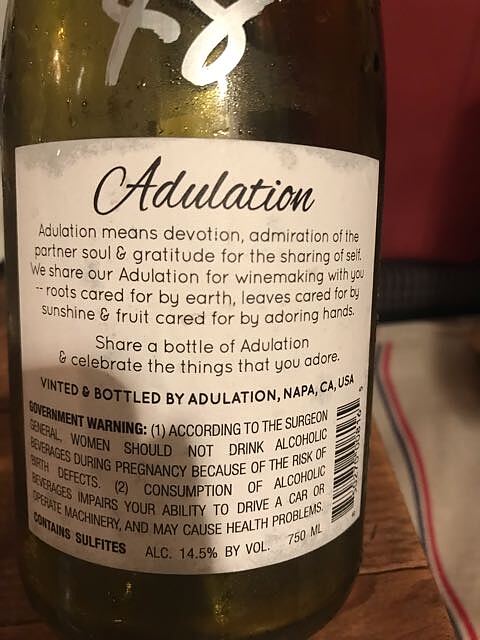 Adulation
Adulation means devotion, admiration of the
partner soul & gratitude for the sharing of self.
We share our Adulation for winemaking with you
-- roots cared for by earth, leaves cared for by
sunshine & fruit cared for by adoring hands.
Share a bottle of Adulation
& celebrate the things that you adore.
VINTED & BOTTLED BY ADULATION, NAPA, CA, USA
GOVERNMENT WARNING: (1) ACCORDING TO THE SURGEON
GENERAL, WOMEN SHOULD NOT DRINK ALCOHOLIC
BEVERAGES DURING PREGNANCY BECAUSE OF THE RISK OF
BIRTH DEFECTS. (2) CONSUMPTION OF ALCOHOLIC
BEVERAGES IMPAIRS YOUR ABILITY TO DRIVE A CAR OR
OPERATE MACHINERY, AND MAY CAUSE HEALTH PROBLEMS.
CONTAINS SULFITES ALC. 14.5% BY VOL. 750 ML